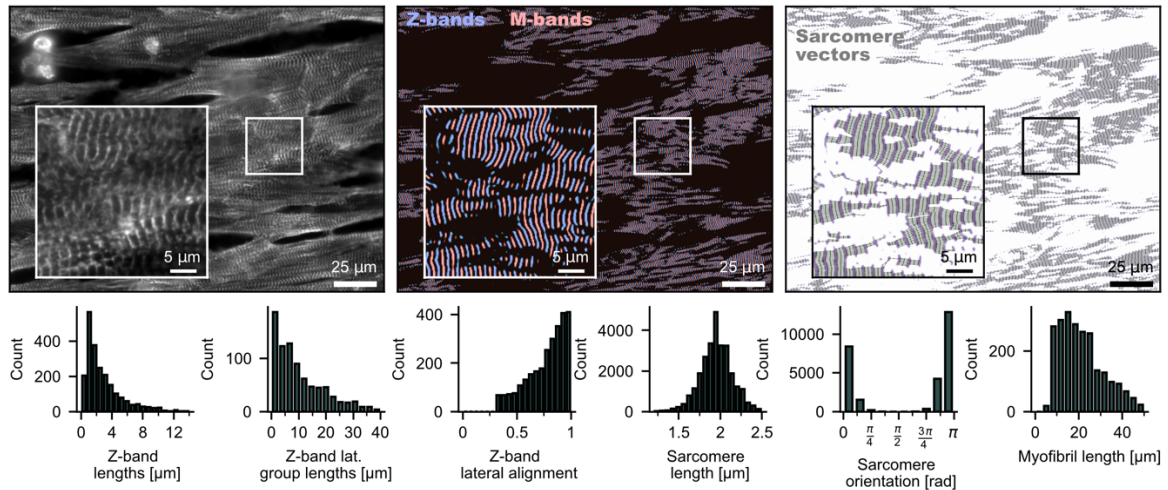 Z-bands M-bands
Sarcomere
vectors
5 µm
25 µm
5 µm
25 µm
5 µm
25 µm
Count
400
200
0
0 4 8 12
Z-band
lengths [µm]
Count
100
0
0 10 20 30 40
Z-band lat.
group lengths [µm]
Count
400
200
0
0 0.5 1
Z-band
lateral alignment
Count
4000
2000
0
1.5 2.0 2.5
Sarcomere
length [µm]
Count
10000
5000
0
0 π/4 π/2 3π/4 π
Sarcomere
orientation [rad]
Count
200
0
0 20 40
Myofibril length [µm]